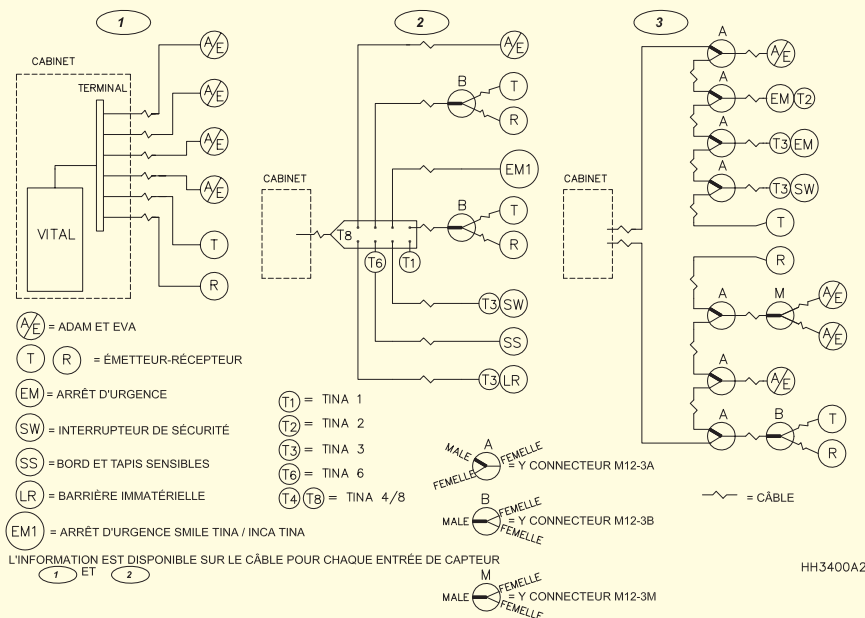 1
2
3
CABINET
TERMINAL
VITAL
A/E
A/E
A/E
A/E
T
R
CABINET
T8
T6
T1
A/E
B
T
R
EM1
B
T
R
T3 SW
SS
T3 LR
CABINET
A
A/E
A
EM T2
A
T3 EM
A
T3 SW
T
R
A
M
A/E
A/E
A
A/E
A
B
T
R
A/E = ADAM ET EVA
T R = ÉMETTEUR-RÉCEPTEUR
EM = ARRÊT D'URGENCE
SW = INTERRUPTEUR DE SÉCURITÉ
SS = BORD ET TAPIS SENSIBLES
LR = BARRIÈRE IMMATÉRIELLE
EM1 = ARRÊT D'URGENCE SMILE TINA / INCA TINA
T1 = TINA 1
T2 = TINA 2
T3 = TINA 3
T6 = TINA 6
T4 T8 = TINA 4/8
A
MALE FEMELLE
FEMELLE
= Y CONNECTEUR M12-3A
B
MALE FEMELLE
FEMELLE
= Y CONNECTEUR M12-3B
M
MALE FEMELLE
FEMELLE
= Y CONNECTEUR M12-3M
= CÂBLE
L'INFORMATION EST DISPONIBLE SUR LE CÂBLE POUR CHAQUE ENTRÉE DE CAPTEUR
1 ET 2
HH3400A2